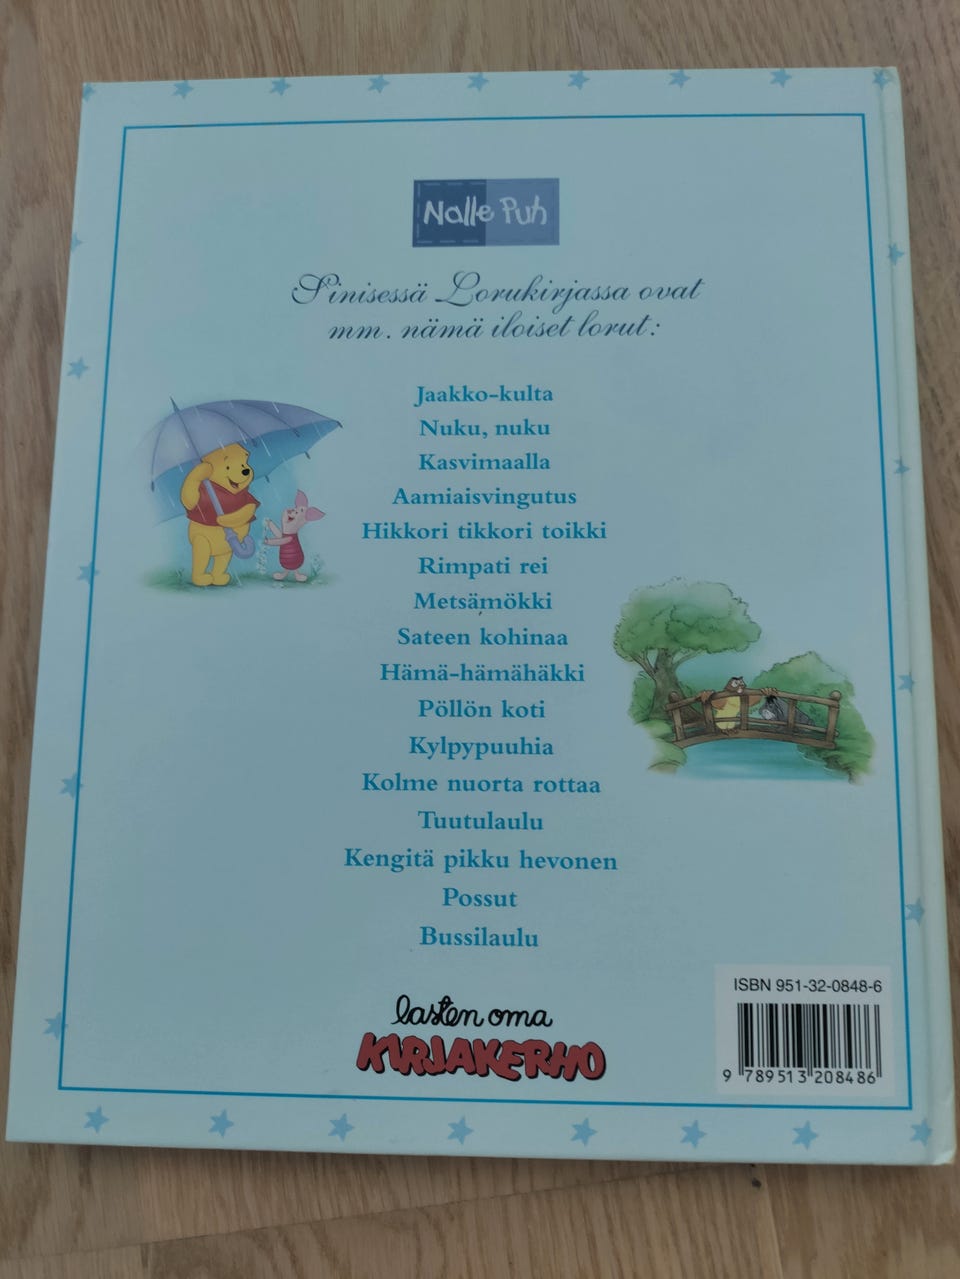 Nalle Puh
Sinisessä Lorukirjassa ovat
mm. nämä iloiset lorut:
Jaakko-kulta
Nuku, nuku
Kasvimaalla
Aamiaisvingutus
Hikkori tikkori toikki
Rimpati rei
Metsämökki
Sateen kohinaa
Hämä-hämähäkki
Pöllön koti
Kylpypuuhia
Kolme nuorta rottaa
Tuutulaulu
Kengitä pikku hevonen
Possut
Bussilaulu
lasten oma
KIRJAKERHO
ISBN 951-32-0848-6
9 789513 208486